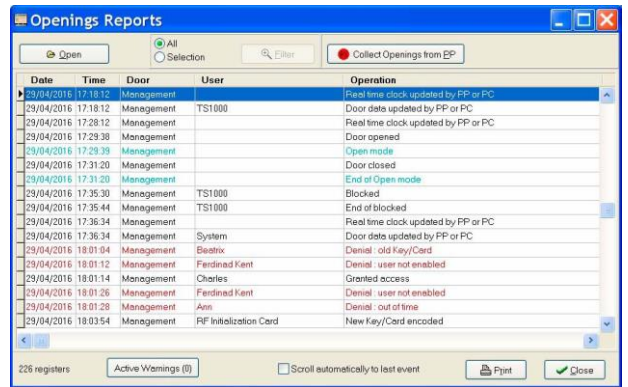 Openings Reports
Open
All
Selection
Filter
Collect Openings from PP
Date Time Door User Operation
29/04/2016 17:18:12 Management Real time clock updated by PP or PC
29/04/2016 17:18:12 Management TS1000 Door data updated by PP or PC
29/04/2016 17:28:12 Management Real time clock updated by PP or PC
29/04/2016 17:29:38 Management Door opened
29/04/2016 17:29:39 Management Open mode
29/04/2016 17:31:20 Management Door closed
29/04/2016 17:31:20 Management End of Open mode
29/04/2016 17:35:30 Management TS1000 Blocked
29/04/2016 17:35:44 Management TS1000 End of blocked
29/04/2016 17:36:34 Management Real time clock updated by PP or PC
29/04/2016 17:36:34 Management System Door data updated by PP or PC
29/04/2016 18:01:04 Management Beatrix Denial : old Key/Card
29/04/2016 18:01:12 Management Ferdinad Kent Denial : user not enabled
29/04/2016 18:01:14 Management Charles Granted access
29/04/2016 18:01:26 Management Ferdinad Kent Denial : user not enabled
29/04/2016 18:01:28 Management Ann Denial : out of time
29/04/2016 18:03:54 Management RF Initialization Card New Key/Card encoded
226 registers
Active Warnings (0)
Scroll automatically to last event
Print
Close